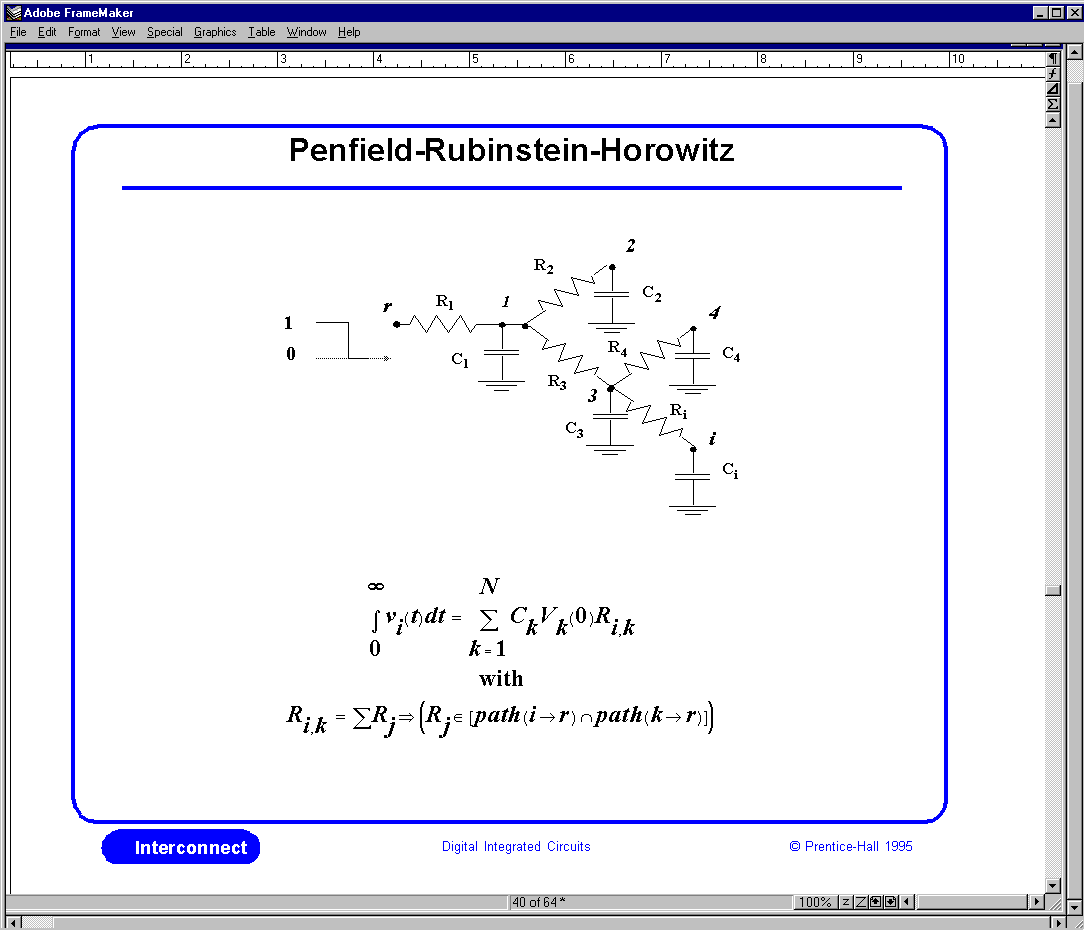 Adobe FrameMaker
File Edit Format View Special Graphics Table Window Help
1 2 3 4 5 6 7 8 9 10
Penfield-Rubinstein-Horowitz
2
R2
C2
r
R1
1
4
1
0
C1
R4
C4
R3
3
Ri
C3
i
Ci
∞ N
∫ vi(t)dt = ∑ CkVk(0)Ri,k
0 k = 1
with
Ri,k = ∑Rj ⇒ (Rj ∈ [path(i → r) ∩ path(k → r)])
Interconnect
Digital Integrated Circuits
© Prentice-Hall 1995
40 of 64 *
100% z Z